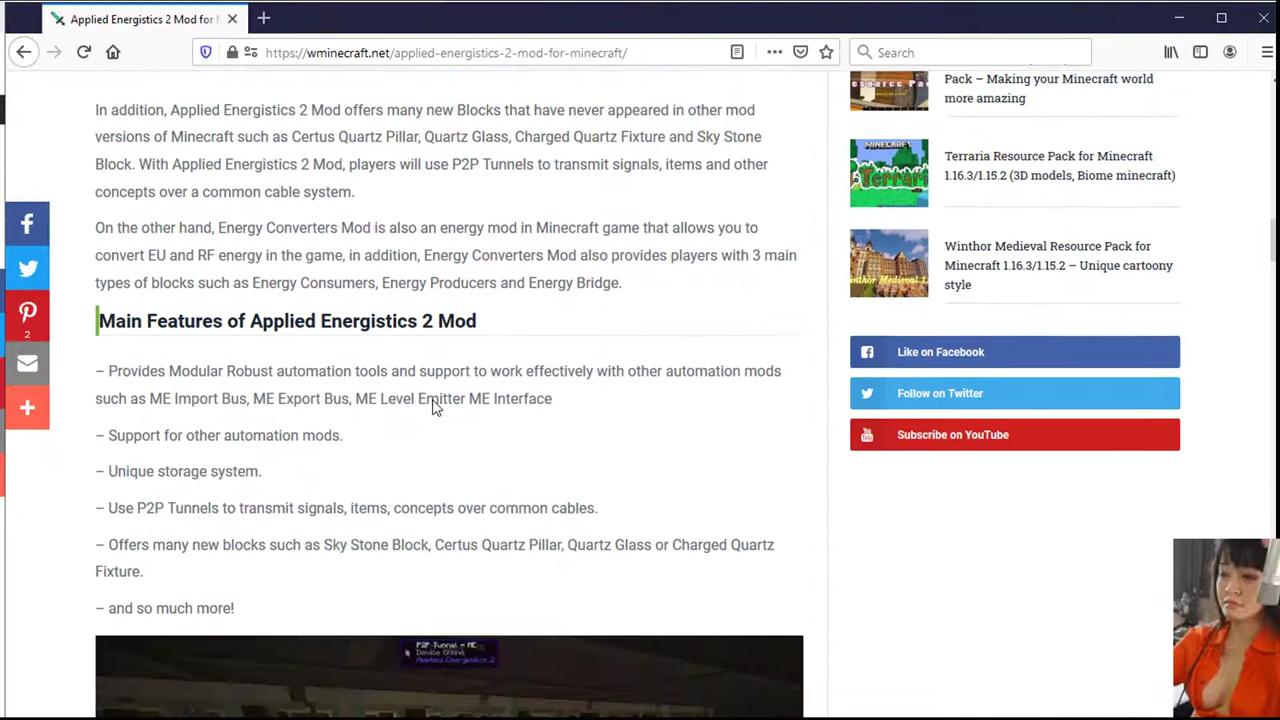 Applied Energistics 2 Mod for
https://wminecraft.net/applied-energistics-2-mod-for-minecraft/
Search
In addition, Applied Energistics 2 Mod offers many new Blocks that have never appeared in other mod
versions of Minecraft such as Certus Quartz Pillar, Quartz Glass, Charged Quartz Fixture and Sky Stone
Block. With Applied Energistics 2 Mod, players will use P2P Tunnels to transmit signals, items and other
concepts over a common cable system.
On the other hand, Energy Converters Mod is also an energy mod in Minecraft game that allows you to
convert EU and RF energy in the game, in addition, Energy Converters Mod also provides players with 3 main
types of blocks such as Energy Consumers, Energy Producers and Energy Bridge.
Main Features of Applied Energistics 2 Mod
– Provides Modular Robust automation tools and support to work effectively with other automation mods
such as ME Import Bus, ME Export Bus, ME Level Emitter ME Interface
– Support for other automation mods.
– Unique storage system.
– Use P2P Tunnels to transmit signals, items, concepts over common cables.
– Offers many new blocks such as Sky Stone Block, Certus Quartz Pillar, Quartz Glass or Charged Quartz
Fixture.
– and so much more!
P2P Tunnel - ME
Device Online
Applied Energistics 2
2
Pack – Making your Minecraft world
more amazing
MINECRAFT
Terraria Resource Pack for Minecraft
1.16.3/1.15.2 (3D models, Biome minecraft)
Winthor Medieval Resource Pack for
Minecraft 1.16.3/1.15.2 – Unique cartoony
style
Like on Facebook
Follow on Twitter
Subscribe on YouTube